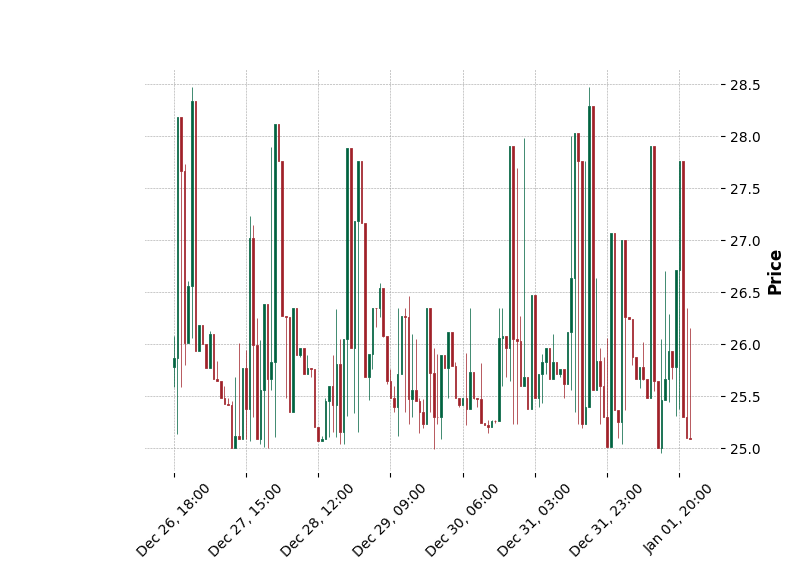 28.5
28.0
27.5
27.0
26.5
26.0
25.5
25.0
Price
Dec 26, 18:00
Dec 27, 15:00
Dec 28, 12:00
Dec 29, 09:00
Dec 30, 06:00
Dec 31, 03:00
Dec 31, 23:00
Jan 01, 20:00